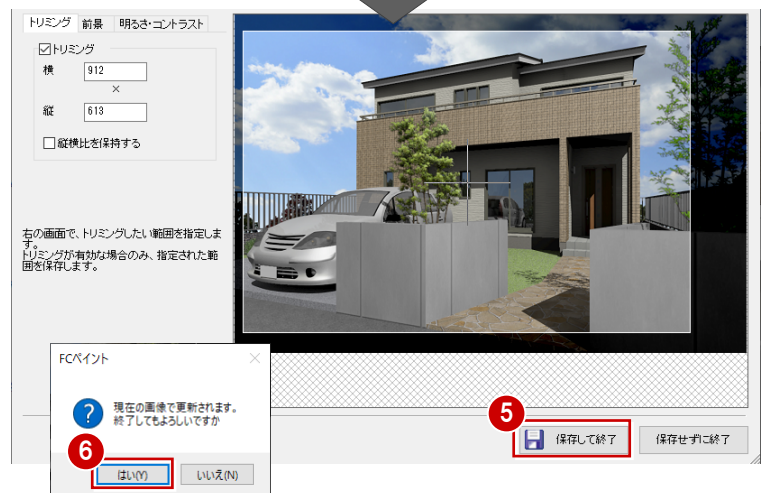 トリミング 前景 明るさ・コントラスト
トリミング
横 912
×
縦 613
縦横比を保持する
右の画面で、トリミングしたい範囲を指定しま
す。
トリミングが有効な場合のみ、指定された範
囲を保存します。
FCペイント
現在の画像で更新されます。
終了してもよろしいですか
6
はい(Y) いいえ(N)
5
保存して終了 保存せずに終了